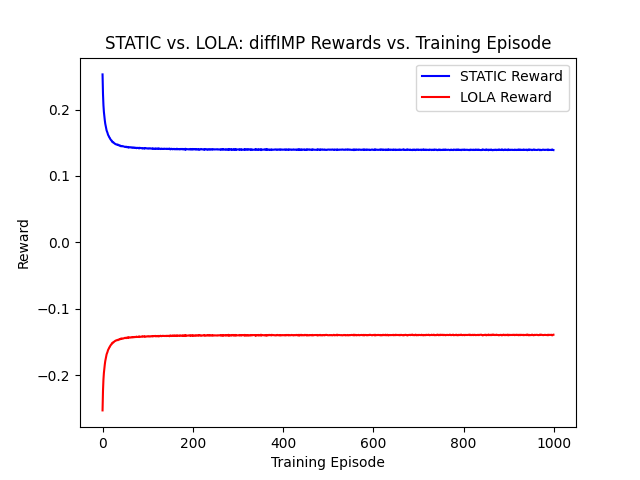 STATIC vs. LOLA: diffIMP Rewards vs. Training Episode
STATIC Reward
LOLA Reward
Reward
0.2
0.1
0.0
−0.1
−0.2
0
200
400
600
800
1000
Training Episode